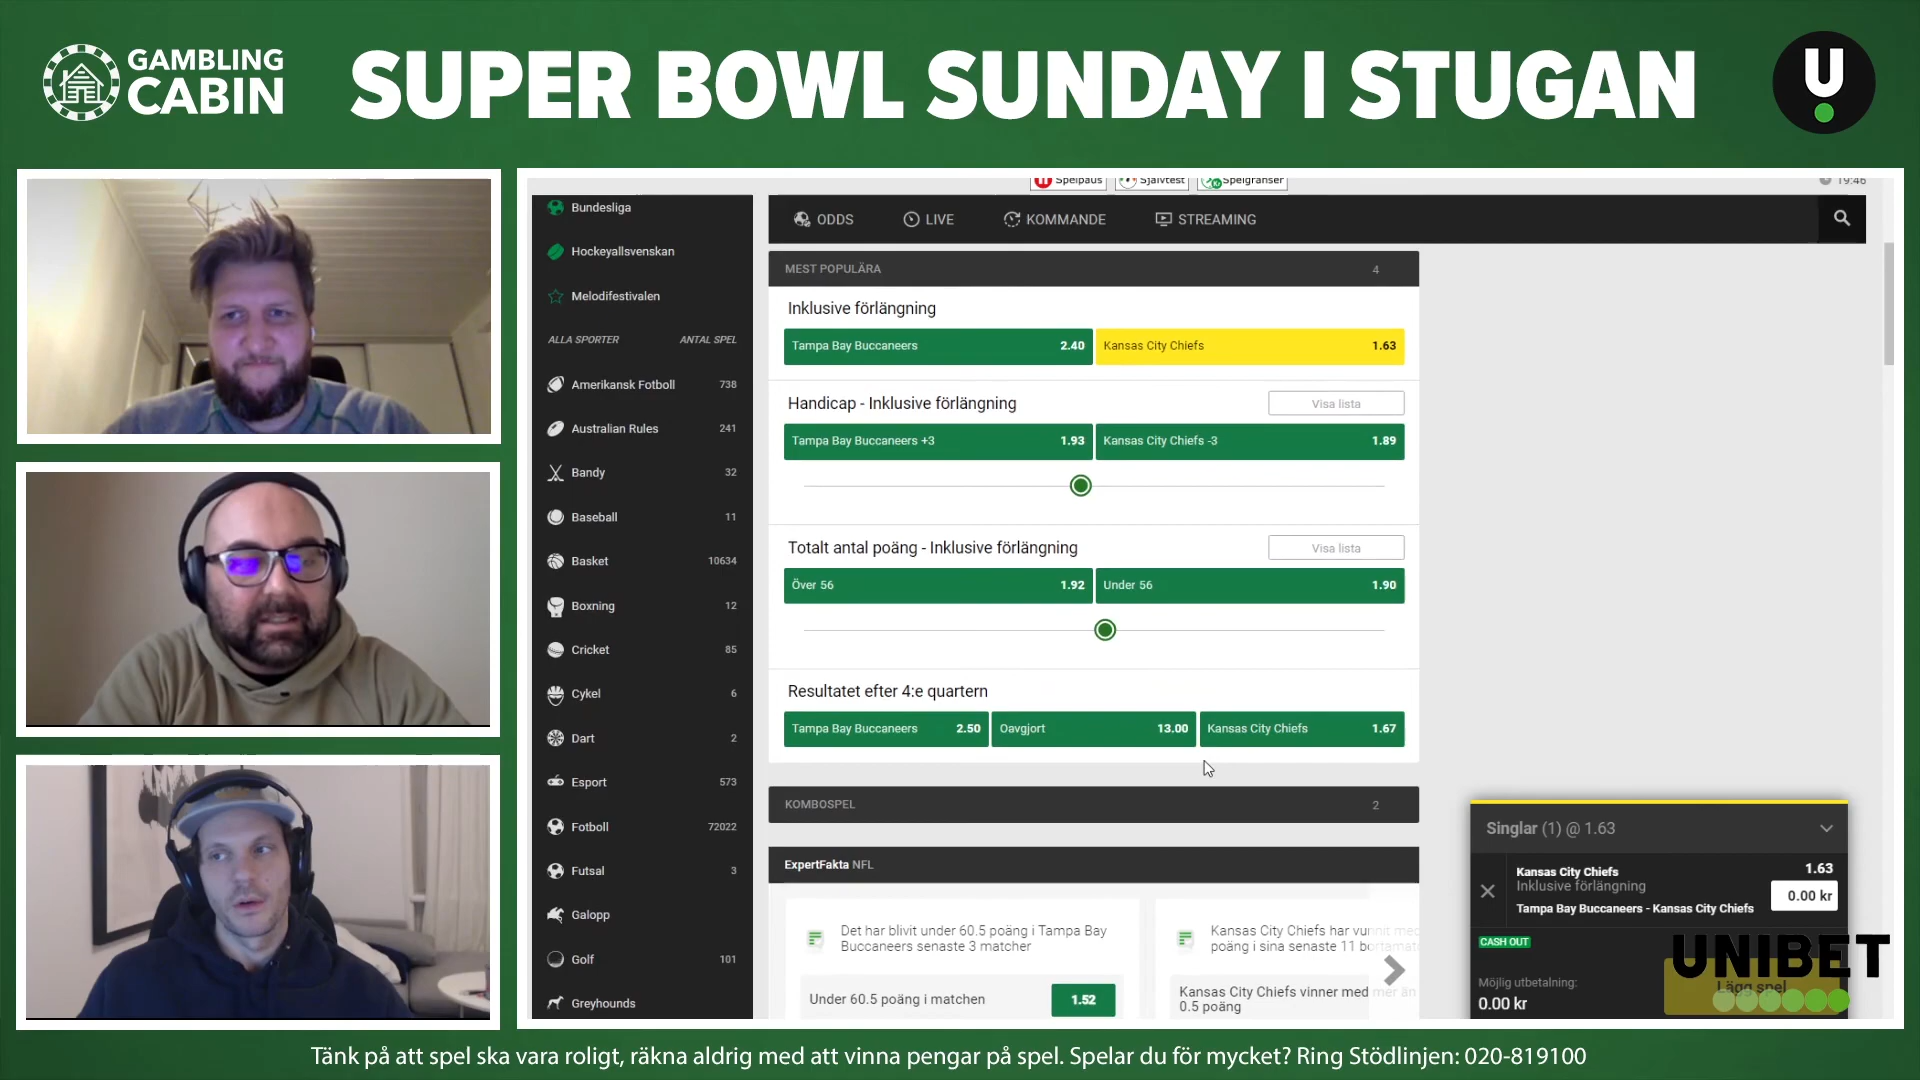 GAMBLING
CABIN
SUPER BOWL SUNDAY I STUGAN
U
Spelpaus
Självtest
Spelgränser
19:46
Bundesliga
Hockeyallsvenskan
Melodifestivalen
ALLA SPORTER ANTAL SPEL
Amerikansk Fotboll 738
Australian Rules 241
Bandy 32
Baseball 11
Basket 10634
Boxning 12
Cricket 85
Cykel 6
Dart 2
Esport 573
Fotboll 72022
Futsal 3
Galopp
Golf 101
Greyhounds
ODDS LIVE KOMMANDE STREAMING
MEST POPULÄRA 4
Inklusive förlängning
Tampa Bay Buccaneers 2.40 Kansas City Chiefs 1.63
Handicap - Inklusive förlängning Visa lista
Tampa Bay Buccaneers +3 1.93 Kansas City Chiefs -3 1.89
Totalt antal poäng - Inklusive förlängning Visa lista
Över 56 1.92 Under 56 1.90
Resultatet efter 4:e quartern
Tampa Bay Buccaneers 2.50 Oavgjort 13.00 Kansas City Chiefs 1.67
KOMBOSPEL 2
ExpertFakta NFL
Det har blivit under 60.5 poäng i Tampa Bay
Buccaneers senaste 3 matcher
Under 60.5 poäng i matchen 1.52
Kansas City Chiefs har vunnit med
poäng i sina senaste 11 bortamat
Kansas City Chiefs vinner med mer än
0.5 poäng
Singlar (1) @ 1.63
Kansas City Chiefs 1.63
Inklusive förlängning 0.00 kr
Tampa Bay Buccaneers - Kansas City Chiefs
CASH OUT
Möjlig utbetalning:
0.00 kr
Lägg spel
UNIBET
Tänk på att spel ska vara roligt, räkna aldrig med att vinna pengar på spel. Spelar du för mycket? Ring Stödlinjen: 020-819100